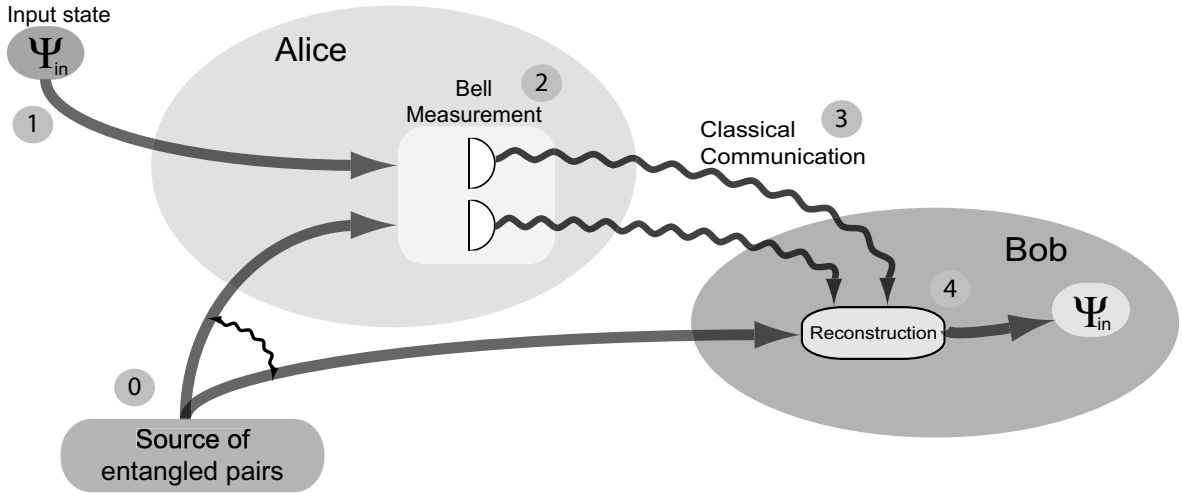 Input state
Ψin
1
Alice
Bell
Measurement
2
Classical
Communication
3
Bob
4
Reconstruction
Ψin
0
Source of
entangled pairs